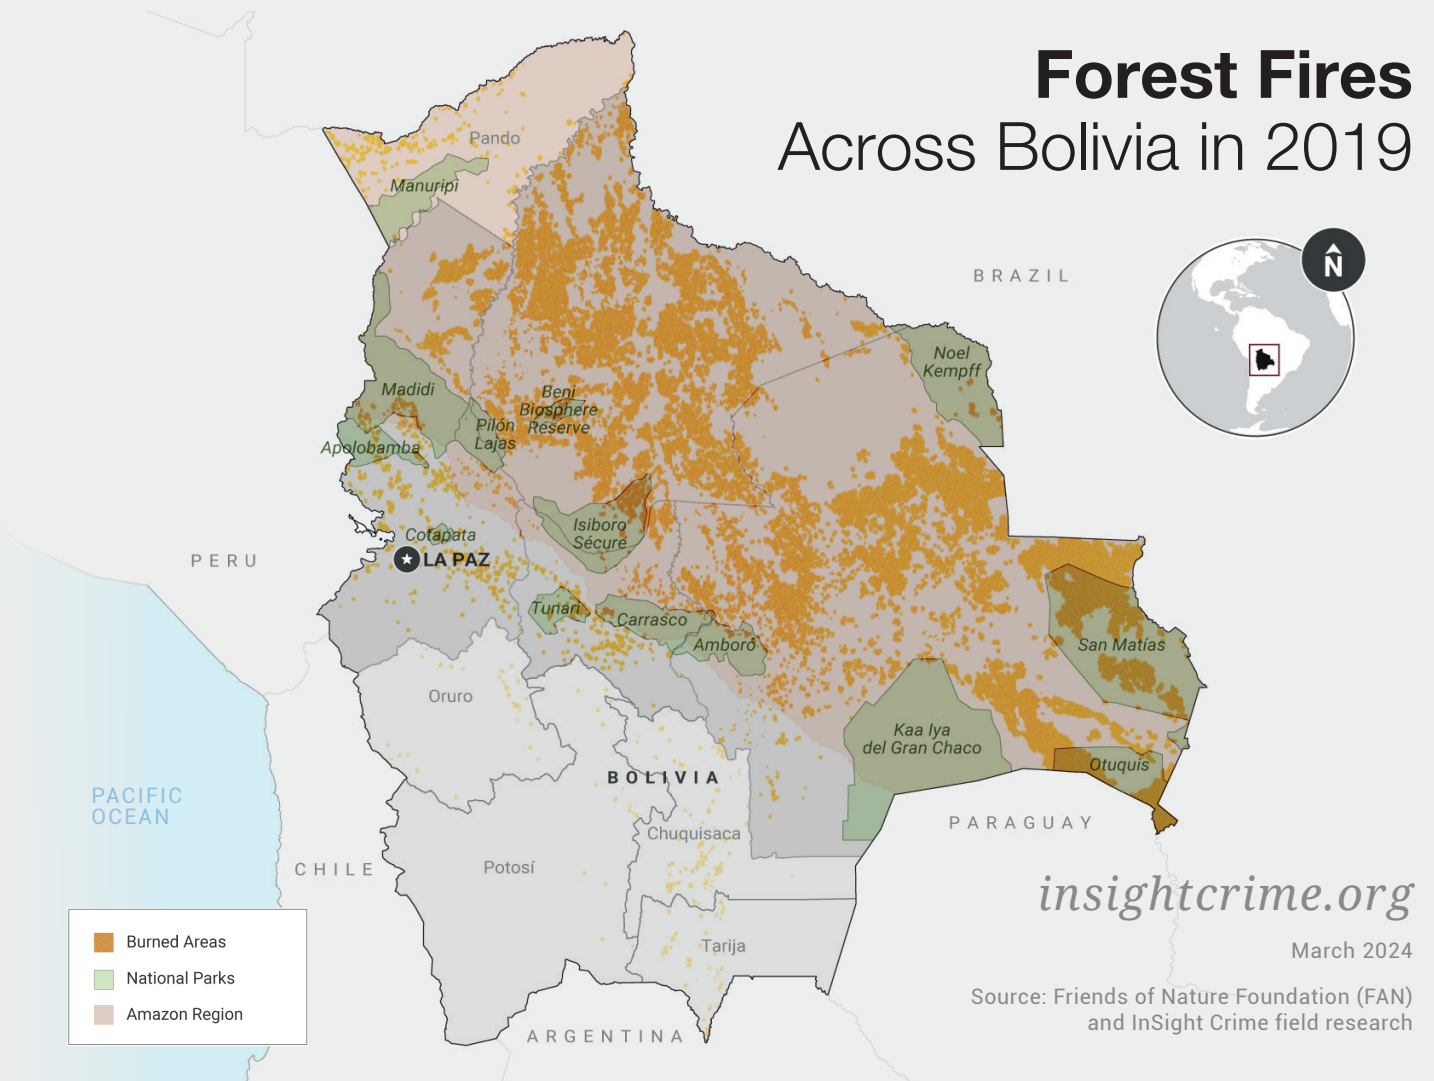 Forest Fires
Across Bolivia in 2019
N
BRAZIL
PERU
PACIFIC
OCEAN
CHILE
ARGENTINA
PARAGUAY
BOLIVIA
LA PAZ
Pando
Manuripi
Noel
Kempff
Madidi
Beni
Biosphere
Reserve
Pilón
Lajas
Apolobamba
Cotapata
Isiboro
Sécure
Tunari
Carrasco
Amboró
San Matías
Kaa Iya
del Gran Chaco
Otuquis
Oruro
Potosí
Chuquisaca
Tarija
Burned Areas
National Parks
Amazon Region
insightcrime.org
March 2024
Source: Friends of Nature Foundation (FAN)
and InSight Crime field research